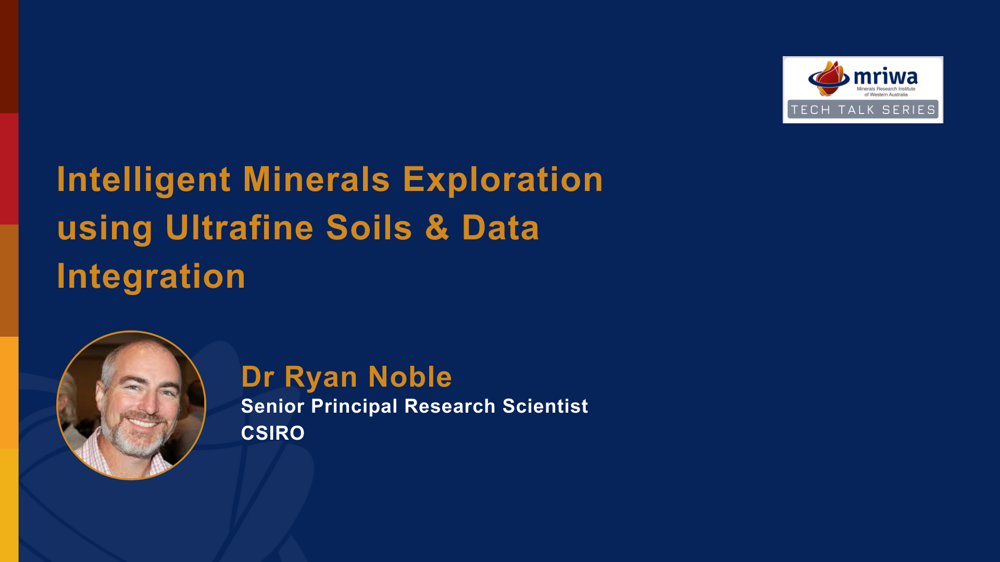 mriwa
Minerals Research Institute
of Western Australia
TECH TALK SERIES
Intelligent Minerals Exploration
using Ultrafine Soils & Data
Integration
Dr Ryan Noble
Senior Principal Research Scientist
CSIRO